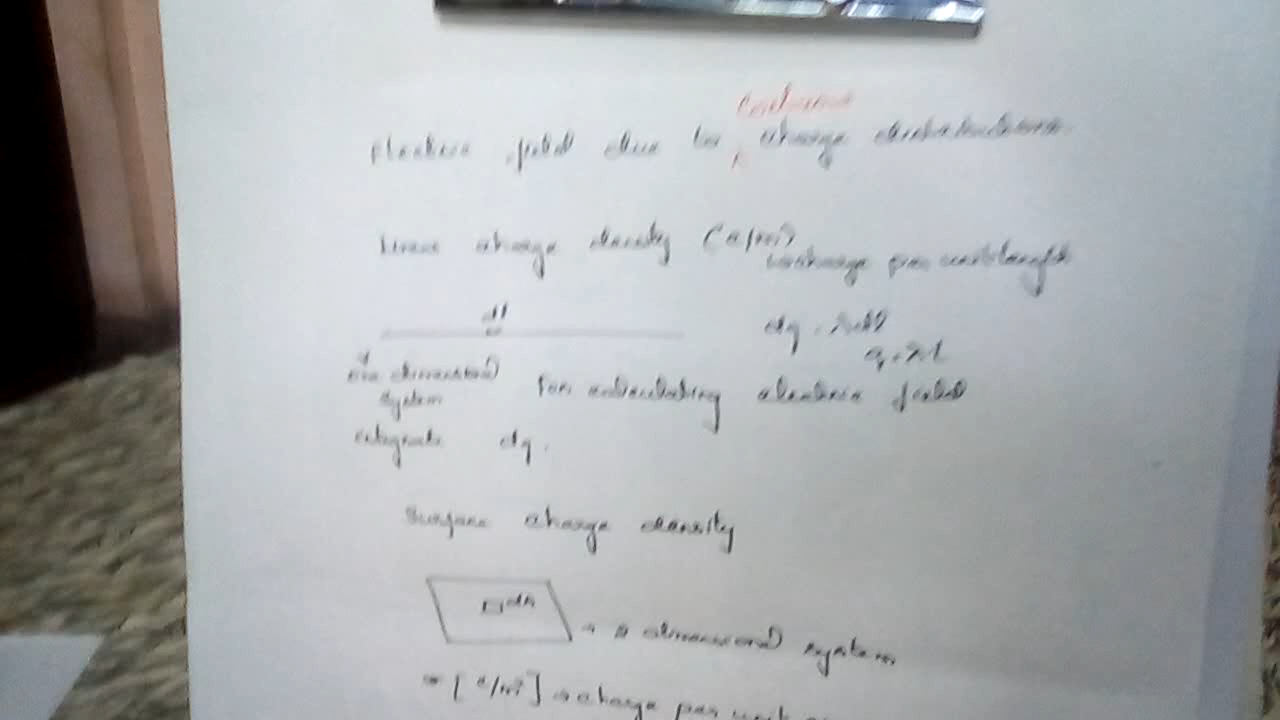 Continuous
Electric field due to charge distributions.
Linear charge density (C/m)
↳ charge per unit length
dl
dq = λdl
q = λl
One dimensional
system
For calculating electric field
integrate dq.
Surface charge density
dA
→ 2 dimensional system
[C/m²] → charge per unit